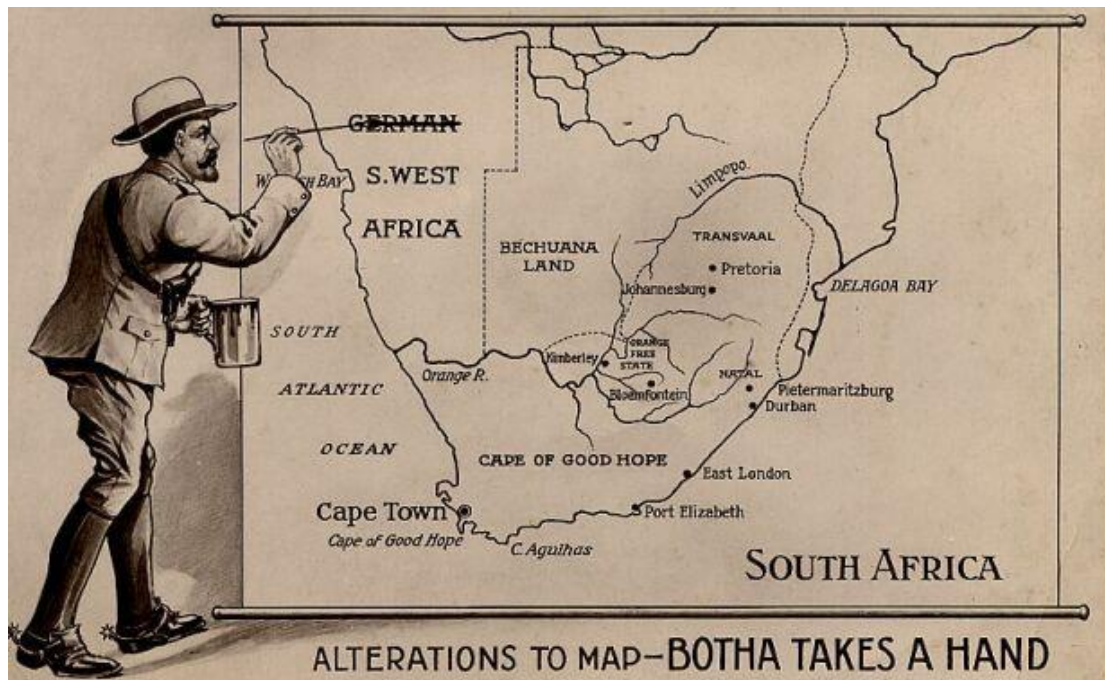 GERMAN
S.WEST
AFRICA
BECHUANA
LAND
Limpopo.
TRANSVAAL
Pretoria
Johannesburg
DELAGOA BAY
SOUTH
ATLANTIC
OCEAN
Orange R.
Kimberley
ORANGE
FREE
STATE
Bloemfontein
NATAL
Pietermaritzburg
Durban
CAPE OF GOOD HOPE
East London
Port Elizabeth
Cape Town
Cape of Good Hope
C. Agulhas
SOUTH AFRICA
ALTERATIONS TO MAP-BOTHA TAKES A HAND